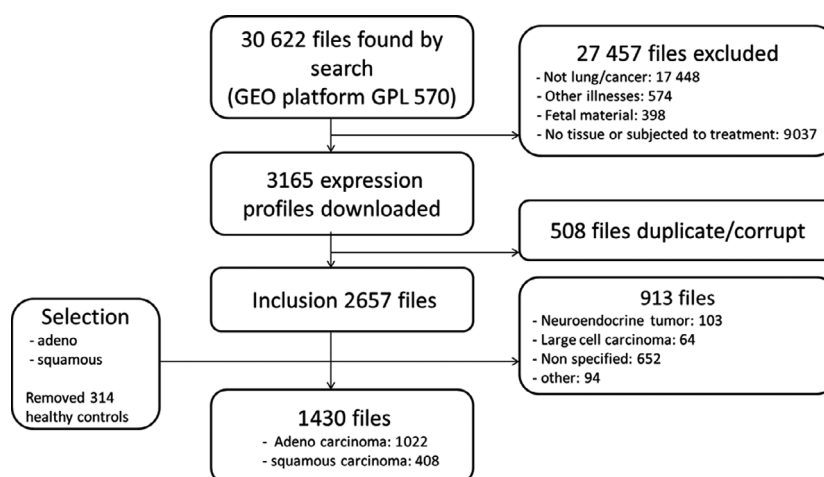 30 622 files found by
search
(GEO platform GPL 570)
27 457 files excluded
- Not lung/cancer: 17 448
- Other illnesses: 574
- Fetal material: 398
- No tissue or subjected to treatment: 9037
3165 expression
profiles downloaded
508 files duplicate/corrupt
Inclusion 2657 files
Selection
- adeno
- squamous
Removed 314
healthy controls
913 files
- Neuroendocrine tumor: 103
- Large cell carcinoma: 64
- Non specified: 652
- other: 94
1430 files
- Adeno carcinoma: 1022
- squamous carcinoma: 408